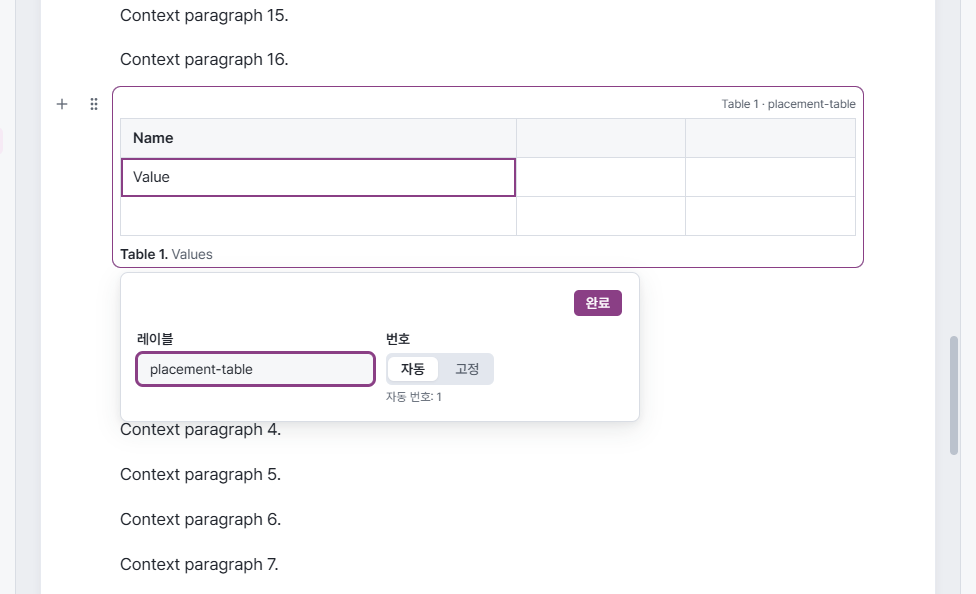 Context paragraph 15.
Context paragraph 16.
Table 1 · placement-table
Name
Value
Table 1. Values
완료
레이블
번호
placement-table
자동
고정
자동 번호: 1
Context paragraph 4.
Context paragraph 5.
Context paragraph 6.
Context paragraph 7.